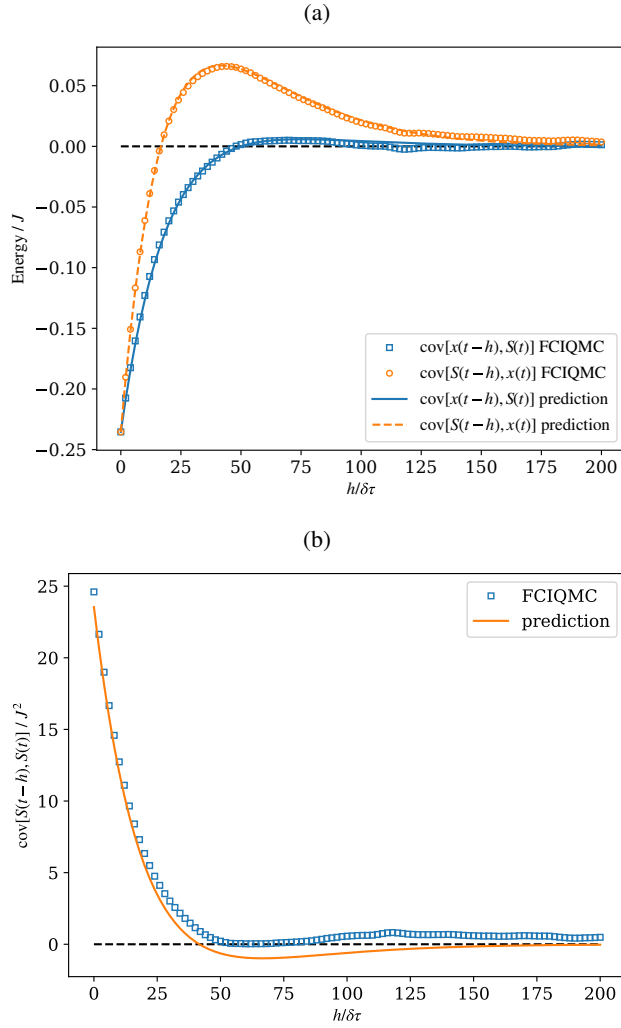 (a)
0.05
0.00
−0.05
−0.10
−0.15
−0.20
−0.25
Energy / J
cov[x(t−h), S(t)] FCIQMC
cov[S(t−h), x(t)] FCIQMC
cov[x(t−h), S(t)] prediction
cov[S(t−h), x(t)] prediction
0 25 50 75 100 125 150 175 200
h/δτ
(b)
25
20
15
10
5
0
cov[S(t−h), S(t)] / J²
FCIQMC
prediction
0 25 50 75 100 125 150 175 200
h/δτ